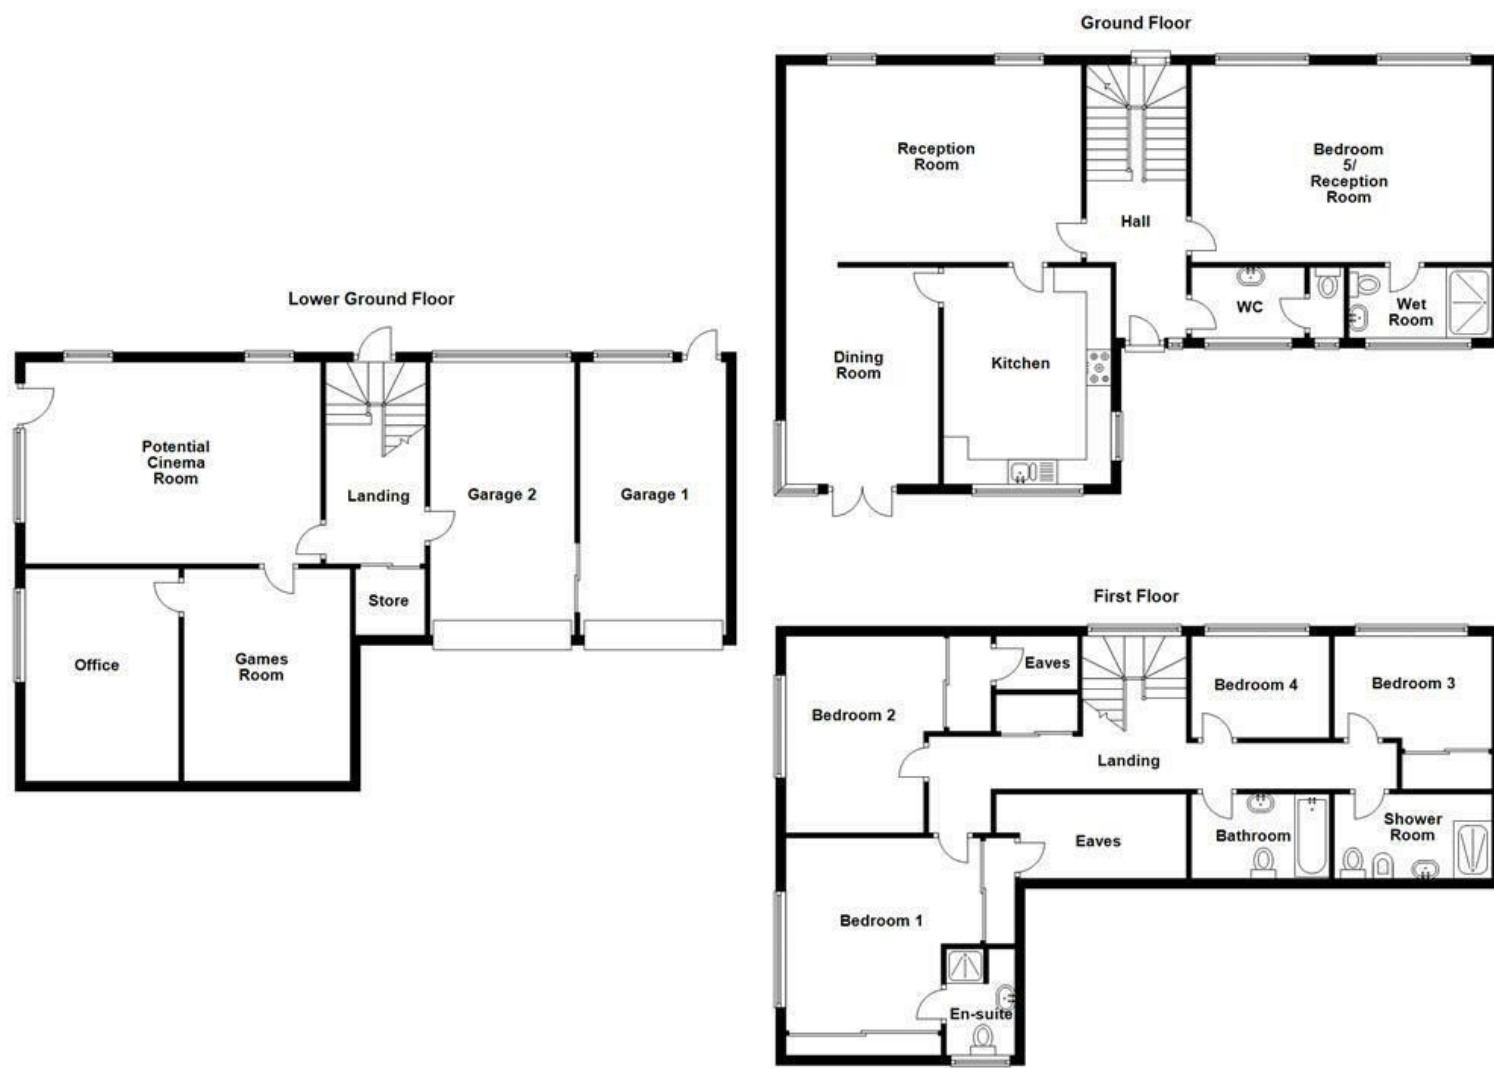 Ground Floor
Reception
Room
Bedroom
5/
Reception
Room
Hall
WC
Wet
Room
Dining
Room
Kitchen
Lower Ground Floor
Potential
Cinema
Room
Landing
Garage 2
Garage 1
Store
Office
Games
Room
First Floor
Eaves
Bedroom 2
Bedroom 4
Bedroom 3
Landing
Eaves
Bathroom
Shower
Room
Bedroom 1
En-suite